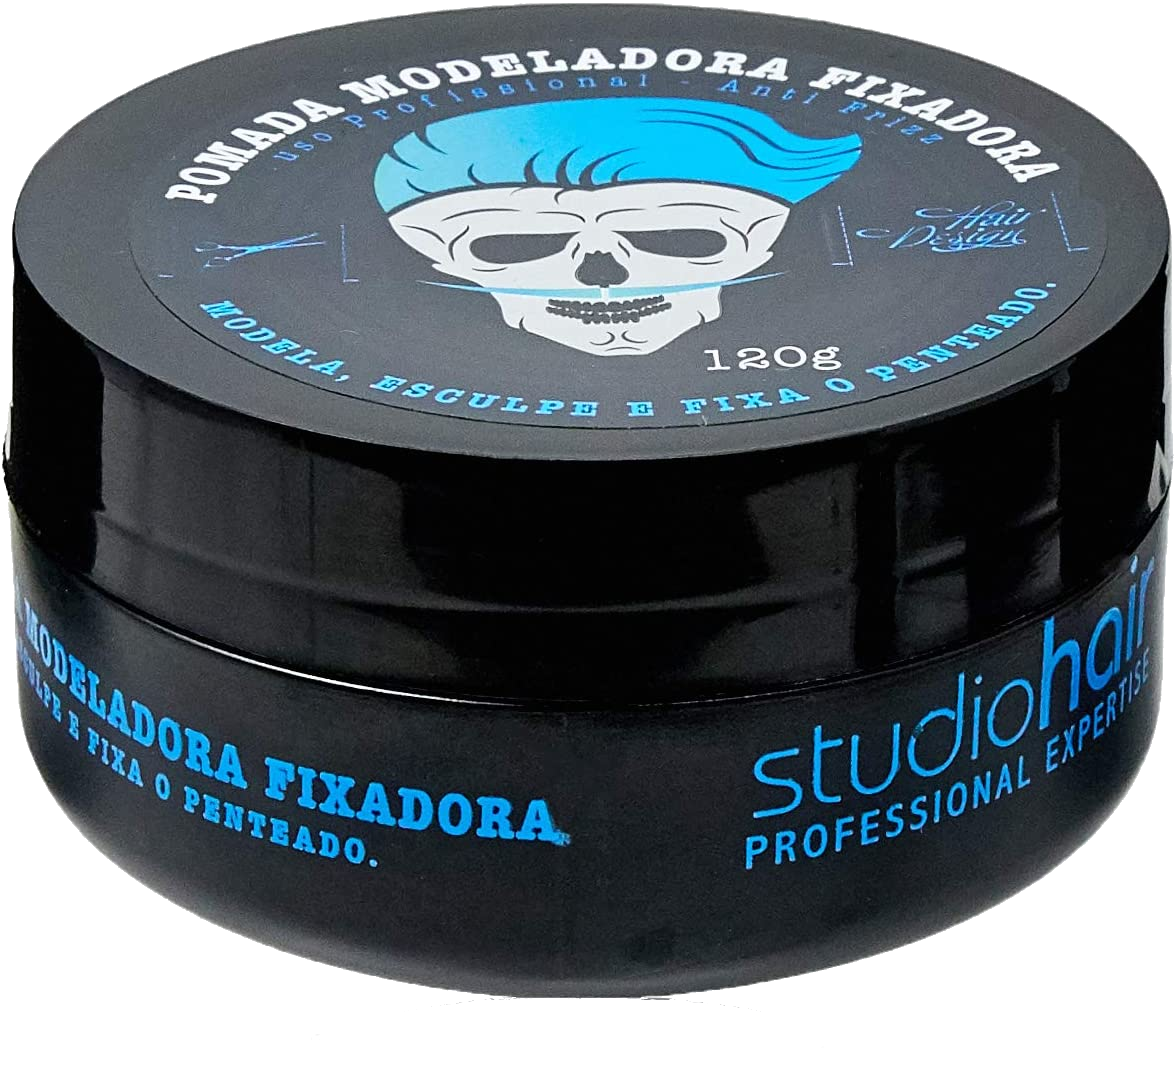 POMADA MODELADORA FIXADORA
uso Profissional - Anti Frizz
Hair
Design
120g
MODELA, ESCULPE E FIXA O PENTEADO.
MODELADORA FIXADORA
E FIXA O PENTEADO.
studiohair
PROFESSIONAL EXPERTISE